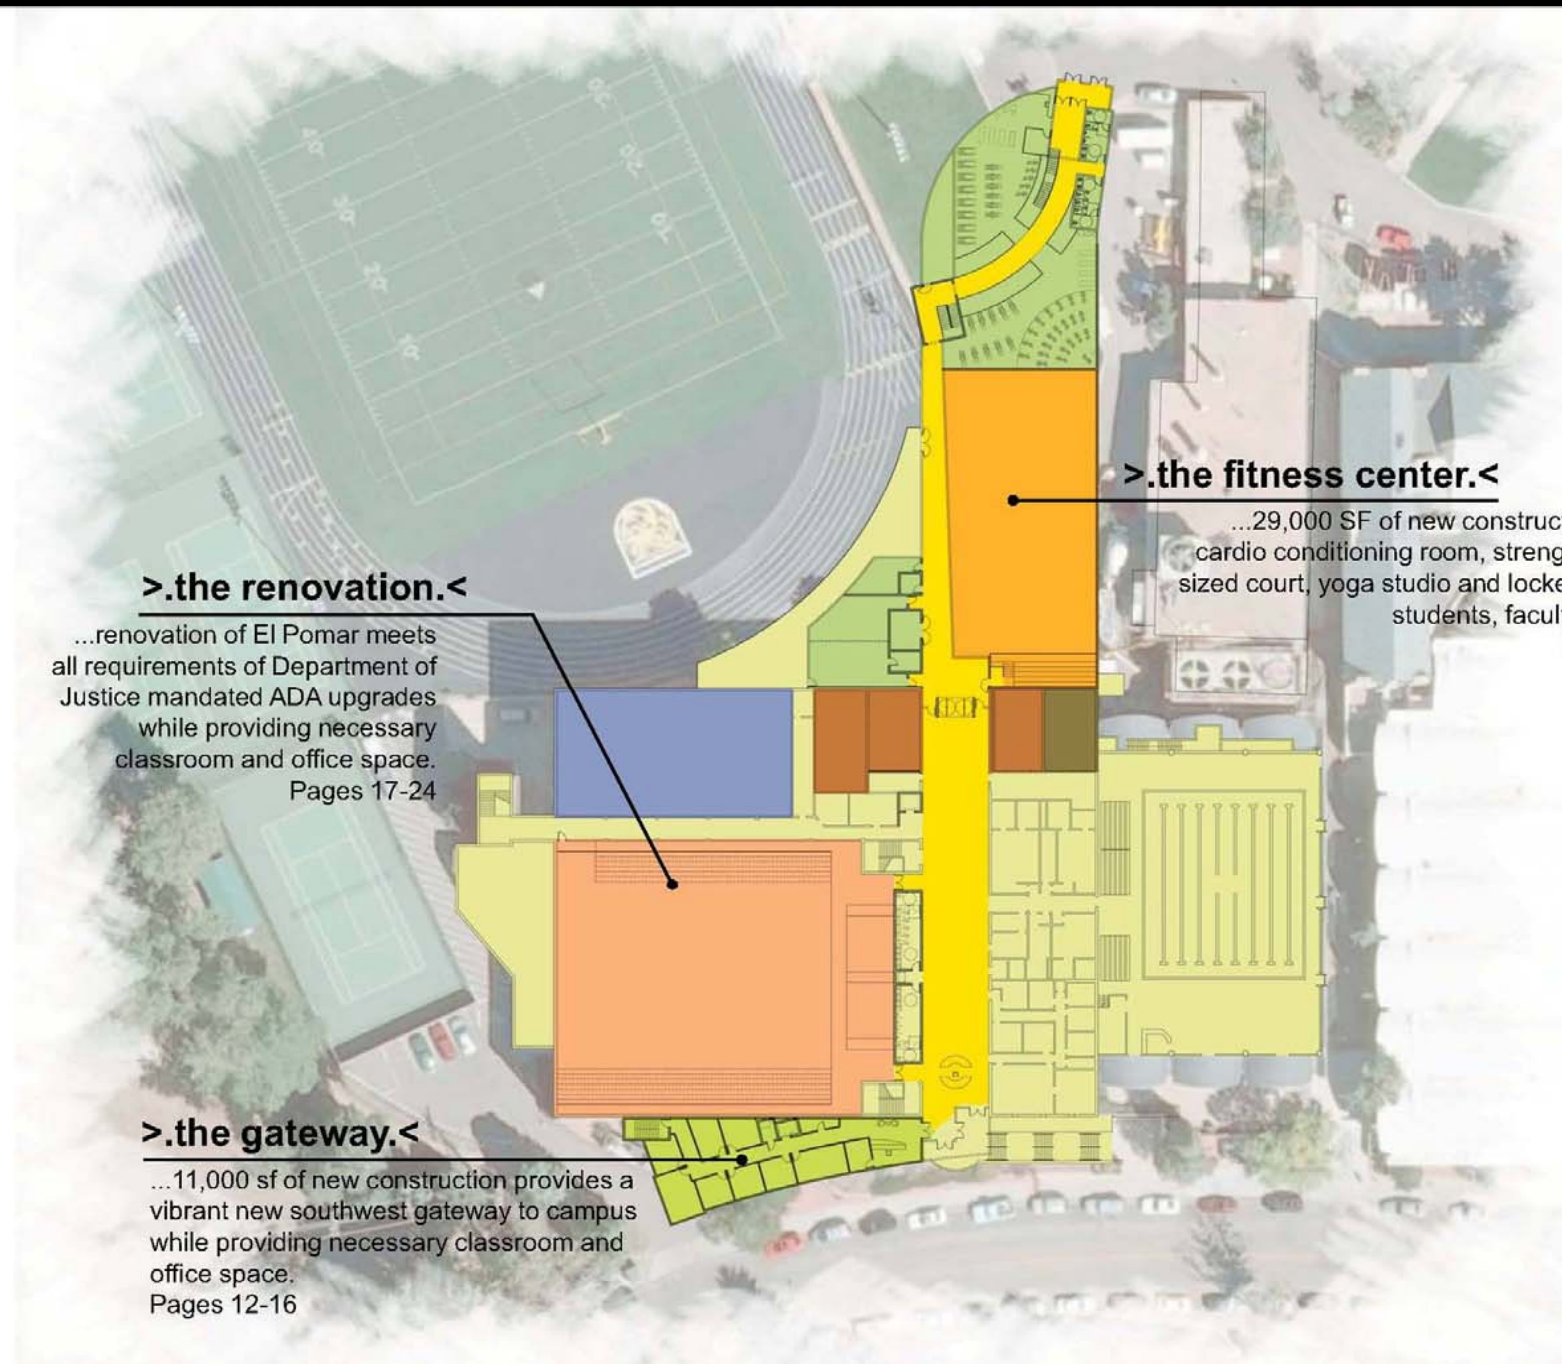 >.the fitness center.<
...29,000 SF of new construc
cardio conditioning room, streng
sized court, yoga studio and locke
students, facul
>.the renovation.<
...renovation of El Pomar meets
all requirements of Department of
Justice mandated ADA upgrades
while providing necessary
classroom and office space.
Pages 17-24
>.the gateway.<
...11,000 sf of new construction provides a
vibrant new southwest gateway to campus
while providing necessary classroom and
office space.
Pages 12-16